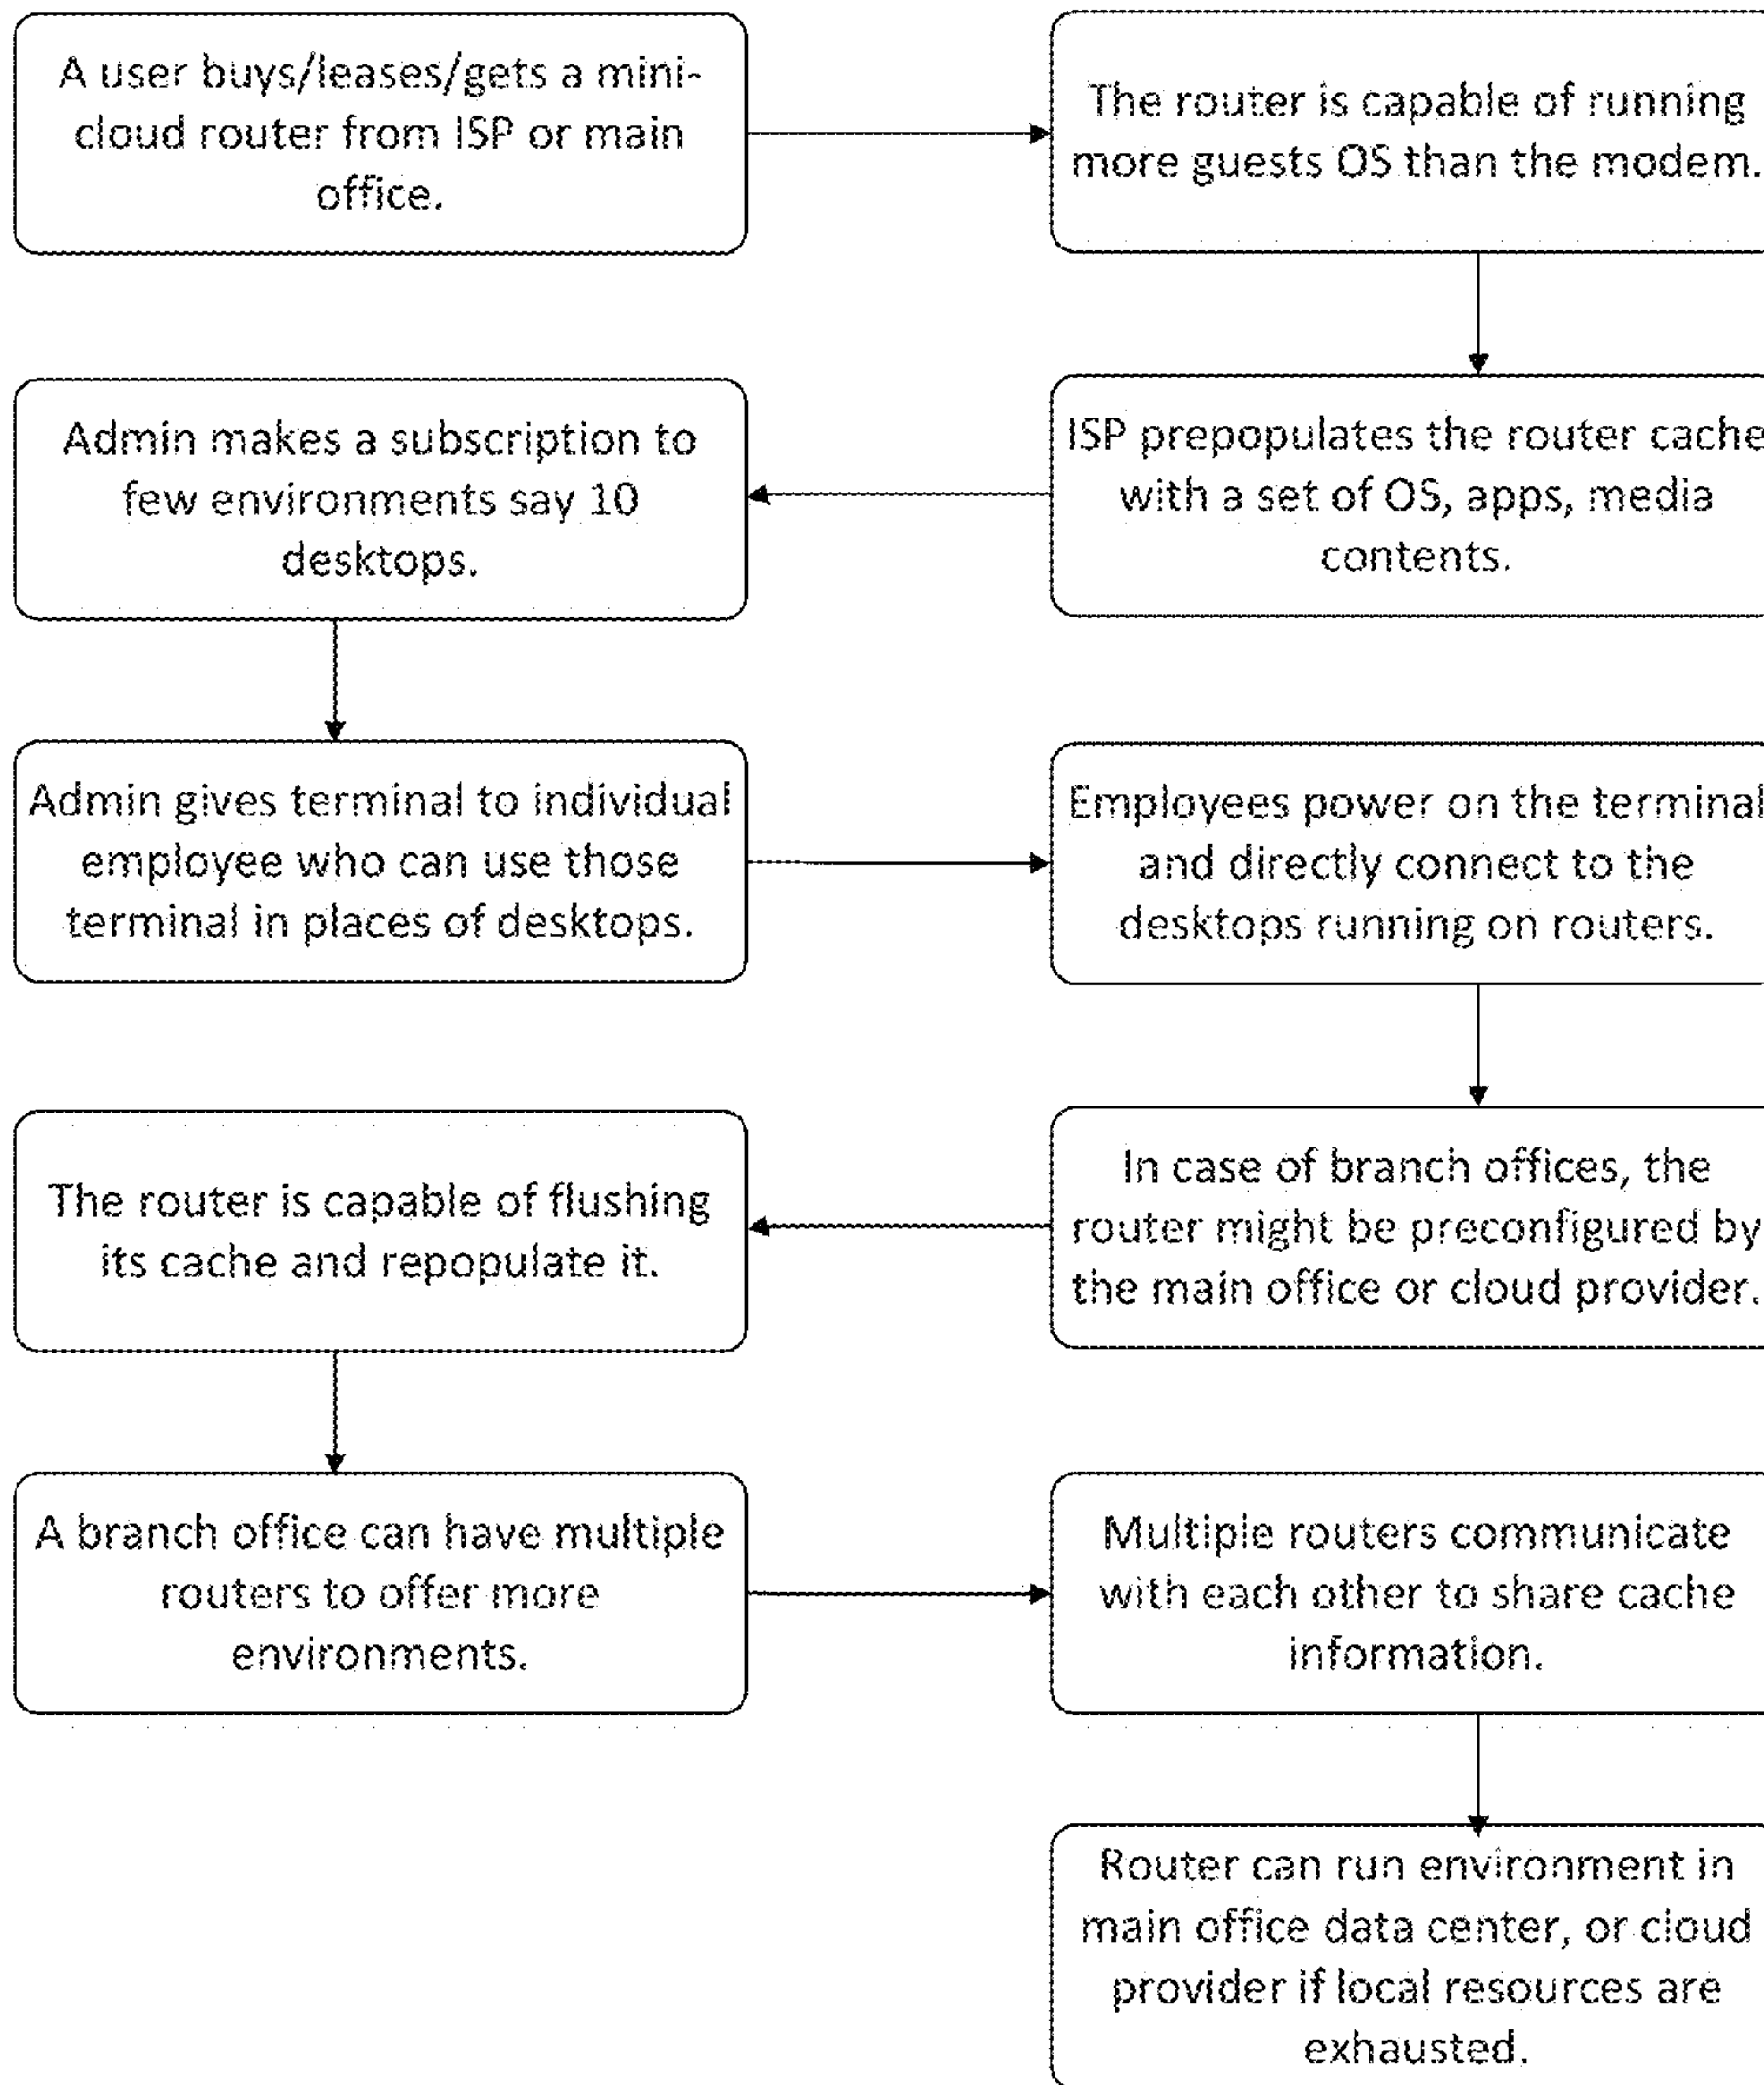 A user buys/leases/gets a mini-
cloud router from ISP or main
office.
The router is capable of running
more guests OS than the modem.
ISP prepopulates the router cache
with a set of OS, apps, media
contents.
Admin makes a subscription to
few environments say 10
desktops.
Admin gives terminal to individual
employee who can use those
terminal in places of desktops.
Employees power on the terminal
and directly connect to the
desktops running on routers.
In case of branch offices, the
router might be preconfigured by
the main office or cloud provider.
The router is capable of flushing
its cache and repopulate it.
A branch office can have multiple
routers to offer more
environments.
Multiple routers communicate
with each other to share cache
information.
Router can run environment in
main office data center, or cloud
provider if local resources are
exhausted.